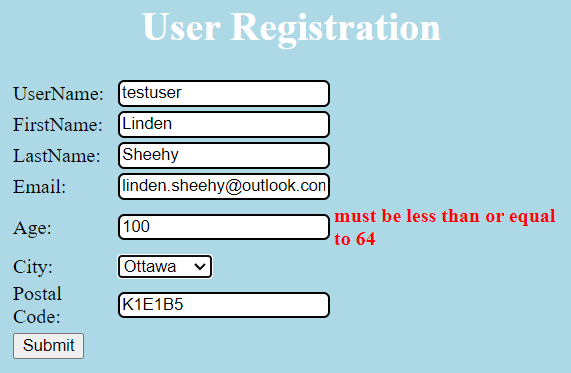 User Registration
UserName: testuser
FirstName: Linden
LastName: Sheehy
Email: linden.sheehy@outlook.con
Age: 100 must be less than or equal
to 64
City: Ottawa
Postal
Code: K1E1B5
Submit